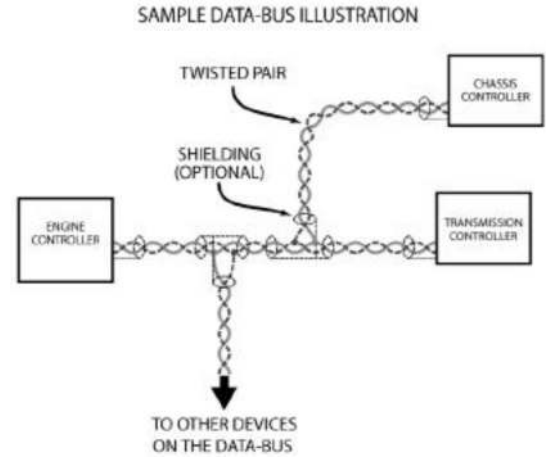 SAMPLE DATA-BUS ILLUSTRATION
TWISTED PAIR
CHASSIS
CONTROLLER
SHIELDING
(OPTIONAL)
ENGINE
CONTROLLER
TRANSMISSION
CONTROLLER
TO OTHER DEVICES
ON THE DATA-BUS